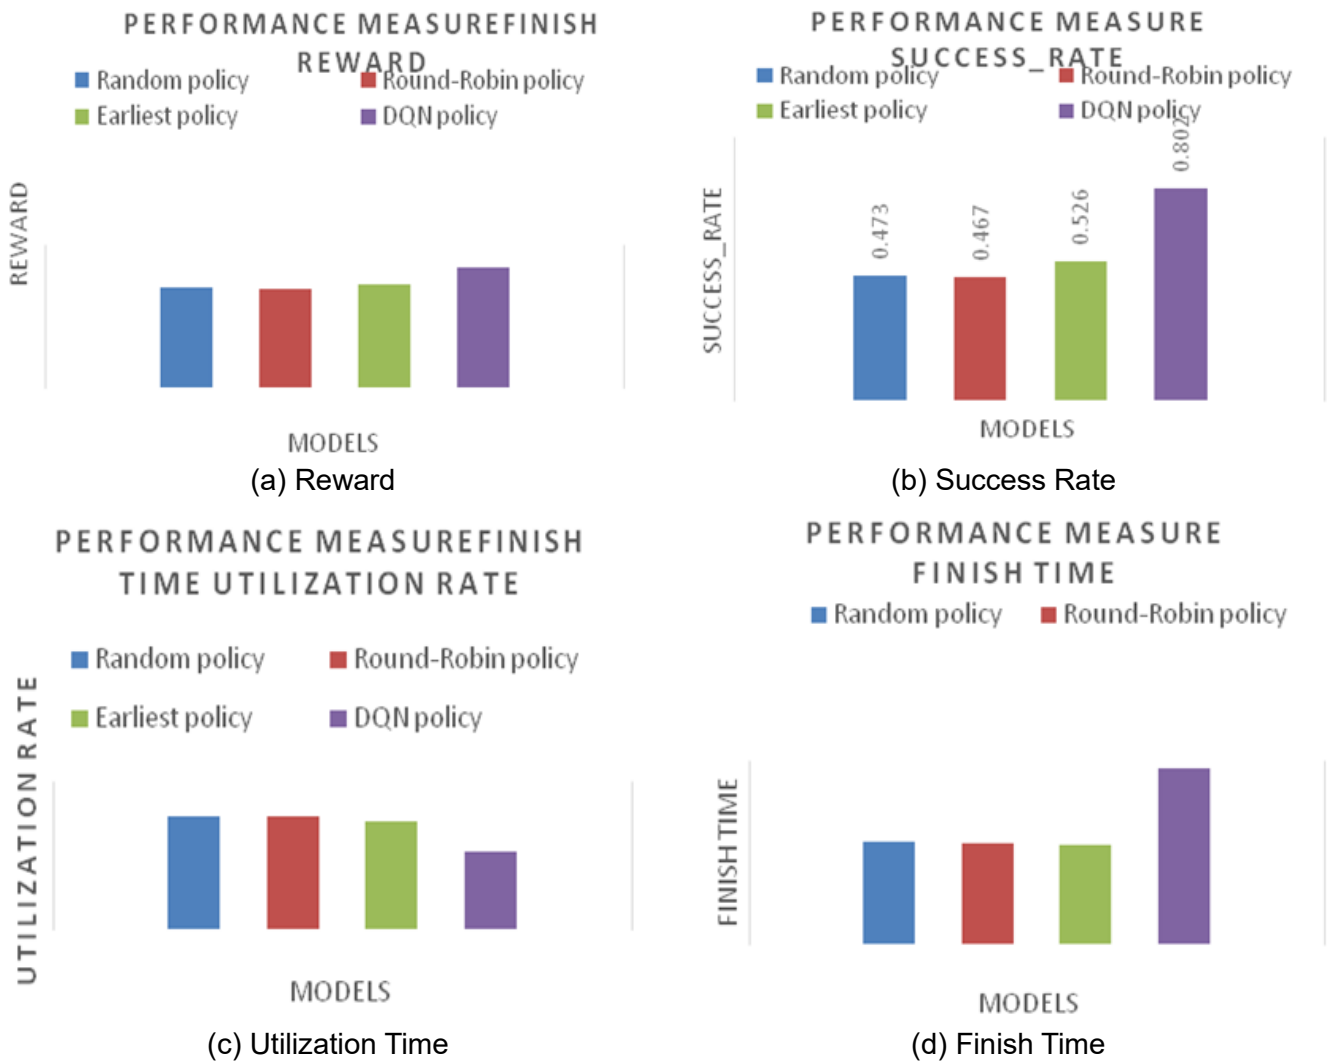 PERFORMANCE MEASUREFINISH
REWARD
Random policy
Round-Robin policy
Earliest policy
DQN policy
REWARD
MODELS
(a) Reward
PERFORMANCE MEASURE
SUCCESS_RATE
Random policy
Round-Robin policy
Earliest policy
DQN policy
SUCCESS_RATE
0.473
0.467
0.526
0.802
MODELS
(b) Success Rate
PERFORMANCE MEASUREFINISH
TIME UTILIZATION RATE
Random policy
Round-Robin policy
Earliest policy
DQN policy
UTILIZATION RATE
MODELS
(c) Utilization Time
PERFORMANCE MEASURE
FINISH TIME
Random policy
Round-Robin policy
FINISH TIME
MODELS
(d) Finish Time